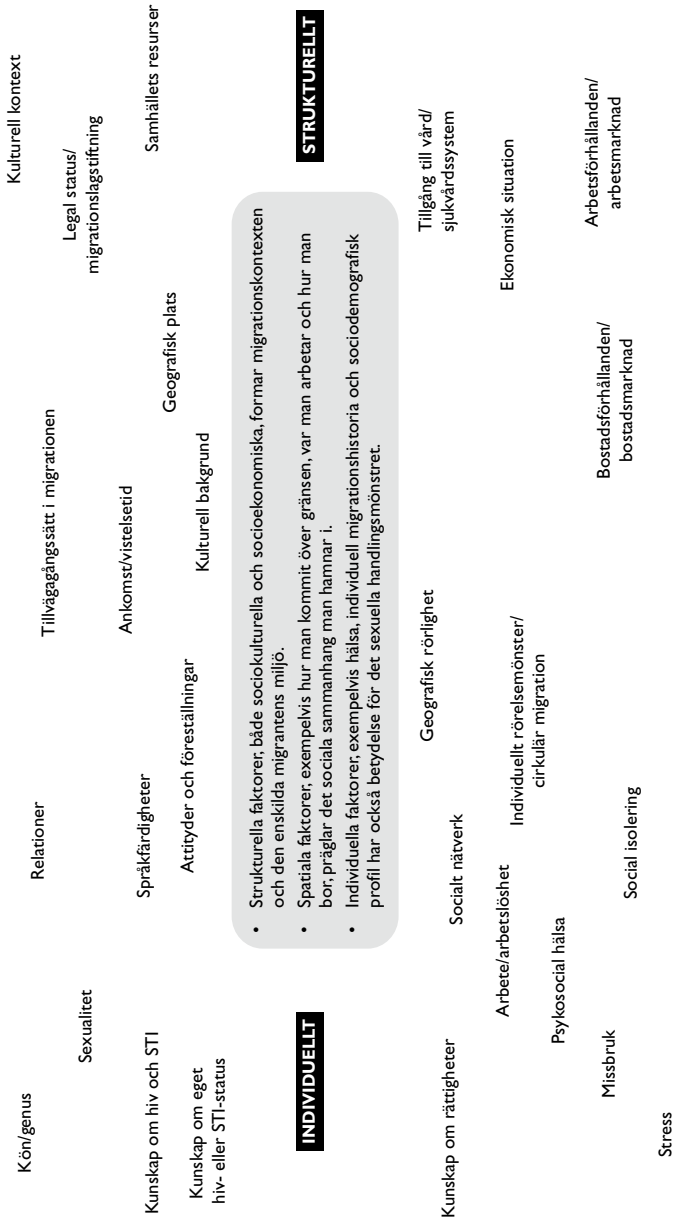 Kön/genus
Relationer
Tillvägagångssätt i migrationen
Kulturell kontext
Sexualitet
Legal status/
migrationslagstiftning
Ankomst/vistelsetid
Kunskap om hiv och STI
Språkfärdigheter
Samhällets resurser
Geografisk plats
Attityder och föreställningar
Kulturell bakgrund
Kunskap om eget
hiv- eller STI-status
INDIVIDUELLT
• Strukturella faktorer, både sociokulturella och socioekonomiska, formar migrationskontexten
och den enskilda migrantens miljö.
• Spatiala faktorer, exempelvis hur man kommit över gränsen, var man arbetar och hur man
bor, präglar det sociala sammanhang man hamnar i.
• Individuella faktorer, exempelvis hälsa, individuell migrationshistoria och sociodemografisk
profil har också betydelse för det sexuella handlingsmönstret.
STRUKTURELLT
Kunskap om rättigheter
Socialt nätverk
Geografisk rörlighet
Tillgång till vård/
sjukvårdssystem
Arbete/arbetslöshet
Individuellt rörelsemönster/
cirkulär migration
Ekonomisk situation
Psykosocial hälsa
Missbruk
Social isolering
Bostadsförhållanden/
bostadsmarknad
Arbetsförhållanden/
arbetsmarknad
Stress